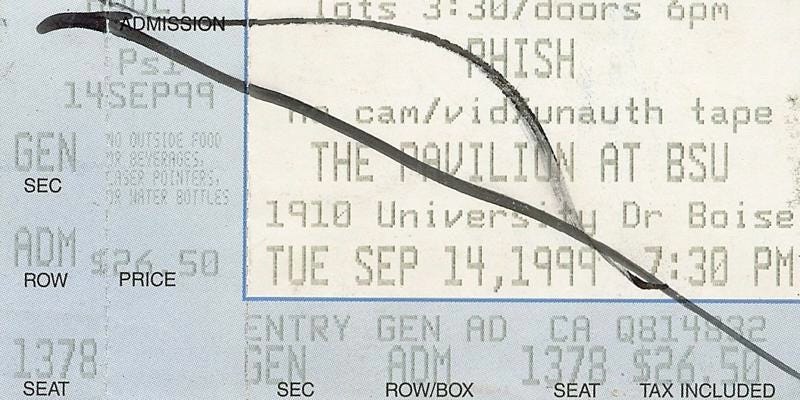 ADMISSION
lots 3:30/doors 6pm
PHISH
Psi
14SEP99
no cam/vid/unauth tape
GEN
SEC
NO OUTSIDE FOOD
OR BEVERAGES,
LASER POINTERS,
OR WATER BOTTLES
THE PAVILION AT BSU
1910 University Dr Boise
ADM
ROW
$26.50
PRICE
TUE SEP 14,1999 7:30 PM
ENTRY GEN AD CA Q814832
1378
SEAT
GEN ADM 1378 $26.50
SEC ROW/BOX SEAT TAX INCLUDED